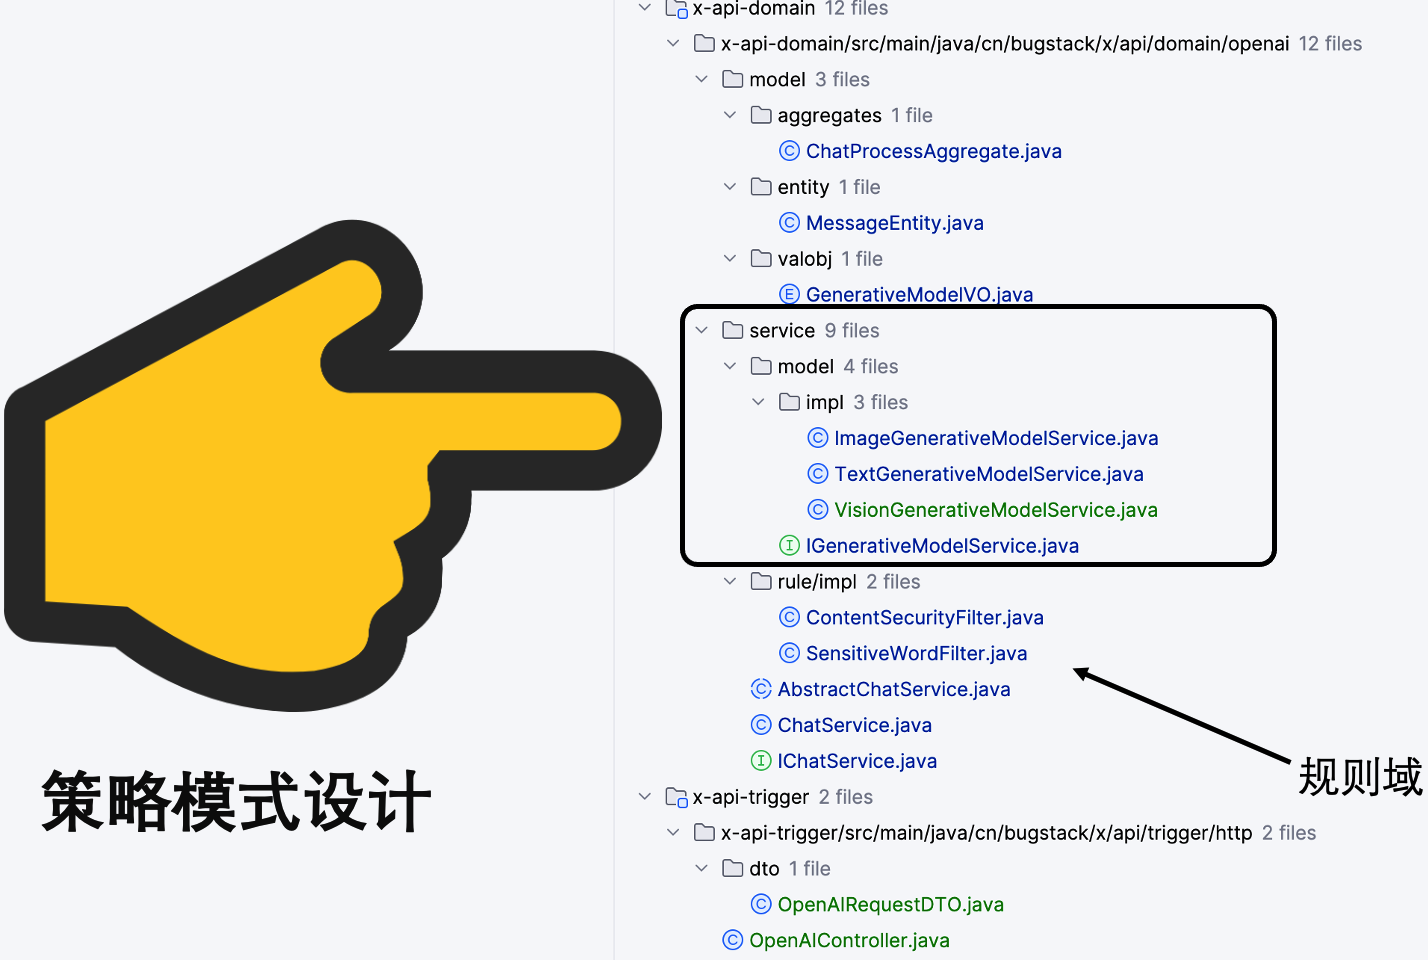 x-api-domain 12 files
x-api-domain/src/main/java/cn/bugstack/x/api/domain/openai 12 files
model 3 files
aggregates 1 file
C ChatProcessAggregate.java
entity 1 file
C MessageEntity.java
valobj 1 file
E GenerativeModelVO.java
service 9 files
model 4 files
impl 3 files
C ImageGenerativeModelService.java
C TextGenerativeModelService.java
C VisionGenerativeModelService.java
I IGenerativeModelService.java
rule/impl 2 files
C ContentSecurityFilter.java
C SensitiveWordFilter.java
C AbstractChatService.java
C ChatService.java
I IChatService.java
规则域
策略模式设计
x-api-trigger 2 files
x-api-trigger/src/main/java/cn/bugstack/x/api/trigger/http 2 files
dto 1 file
C OpenAIRequestDTO.java
C OpenAIController.java